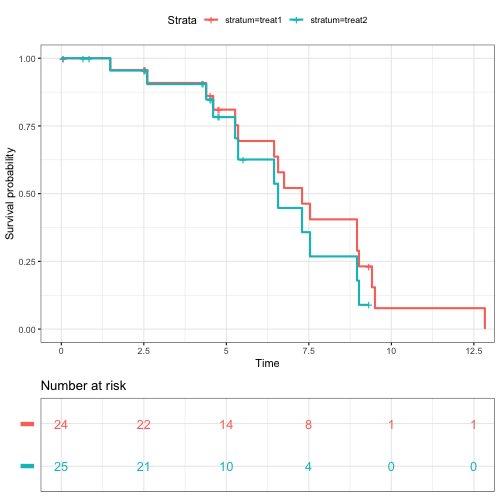 Strata stratum=treat1 stratum=treat2
1.00
0.75
0.50
0.25
0.00
Survival probability
0 2.5 5 7.5 10 12.5
Time
Number at risk
24 22 14 8 1 1
25 21 10 4 0 0